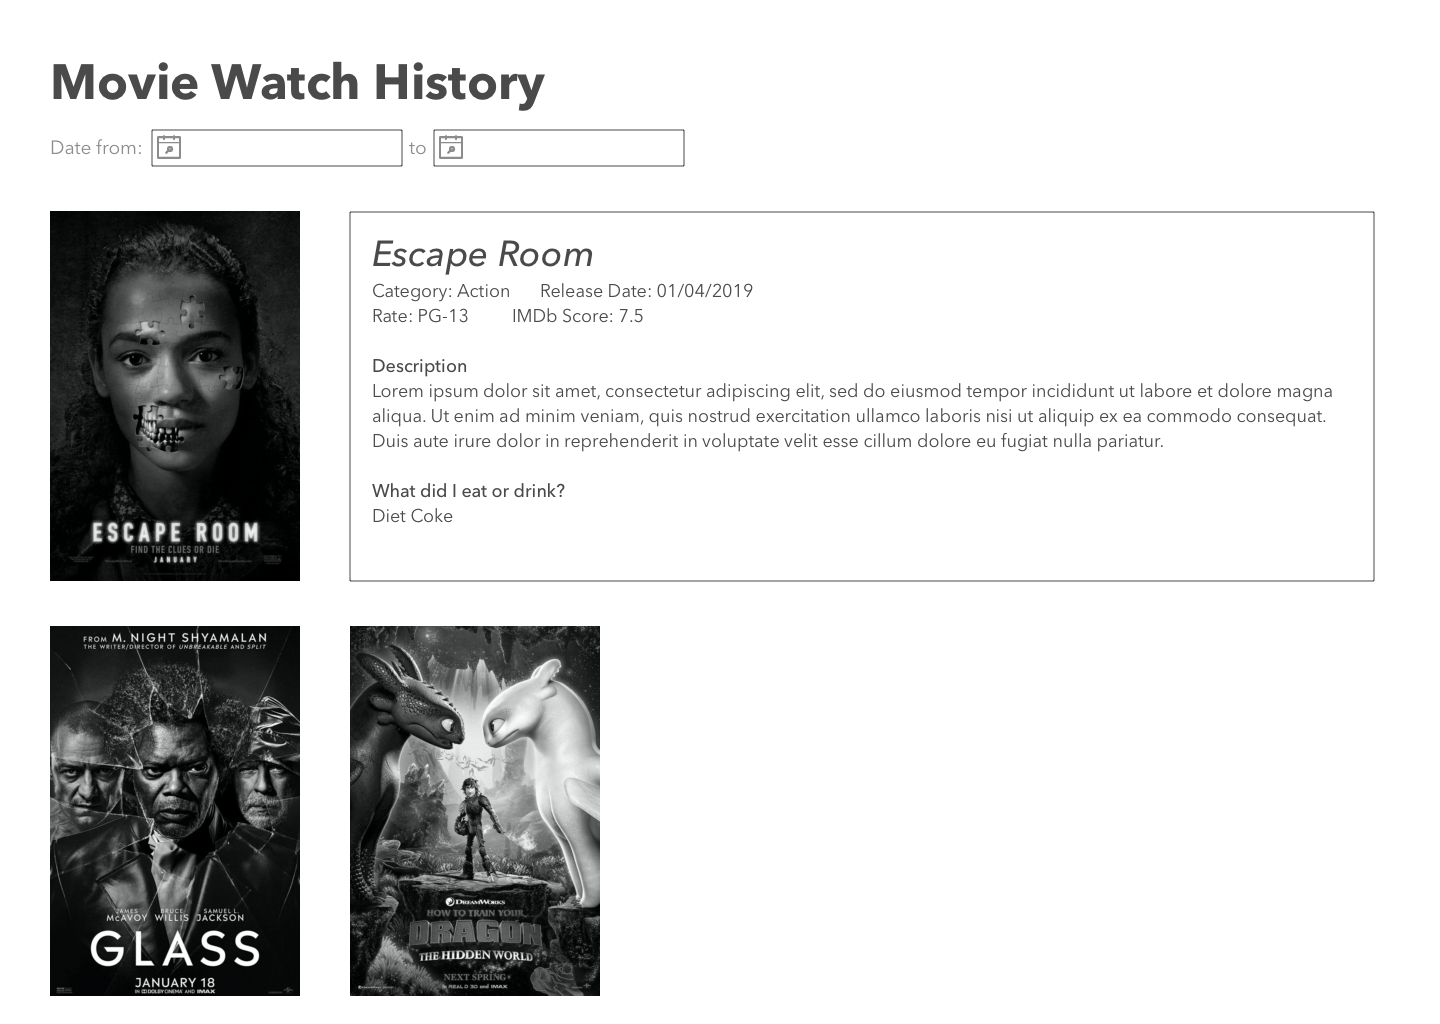 Movie Watch History
Date from: to
Escape Room
Category: Action Release Date: 01/04/2019
Rate: PG-13 IMDb Score: 7.5
Description
Lorem ipsum dolor sit amet, consectetur adipiscing elit, sed do eiusmod tempor incididunt ut labore et dolore magna
aliqua. Ut enim ad minim veniam, quis nostrud exercitation ullamco laboris nisi ut aliquip ex ea commodo consequat.
Duis aute irure dolor in reprehenderit in voluptate velit esse cillum dolore eu fugiat nulla pariatur.
What did I eat or drink?
Diet Coke
ESCAPE ROOM
FIND THE CLUES OR DIE
JANUARY
FROM M. NIGHT SHYAMALAN
THE WRITER/DIRECTOR OF UNBREAKABLE AND SPLIT
JAMES BRUCE SAMUEL L.
McAVOY WILLIS JACKSON
GLASS
JANUARY 18
IN DOLBY CINEMA AND IMAX
DREAMWORKS
HOW TO TRAIN YOUR
DRAGON
THE HIDDEN WORLD
NEXT SPRING
IN REAL D 3D and IMAX